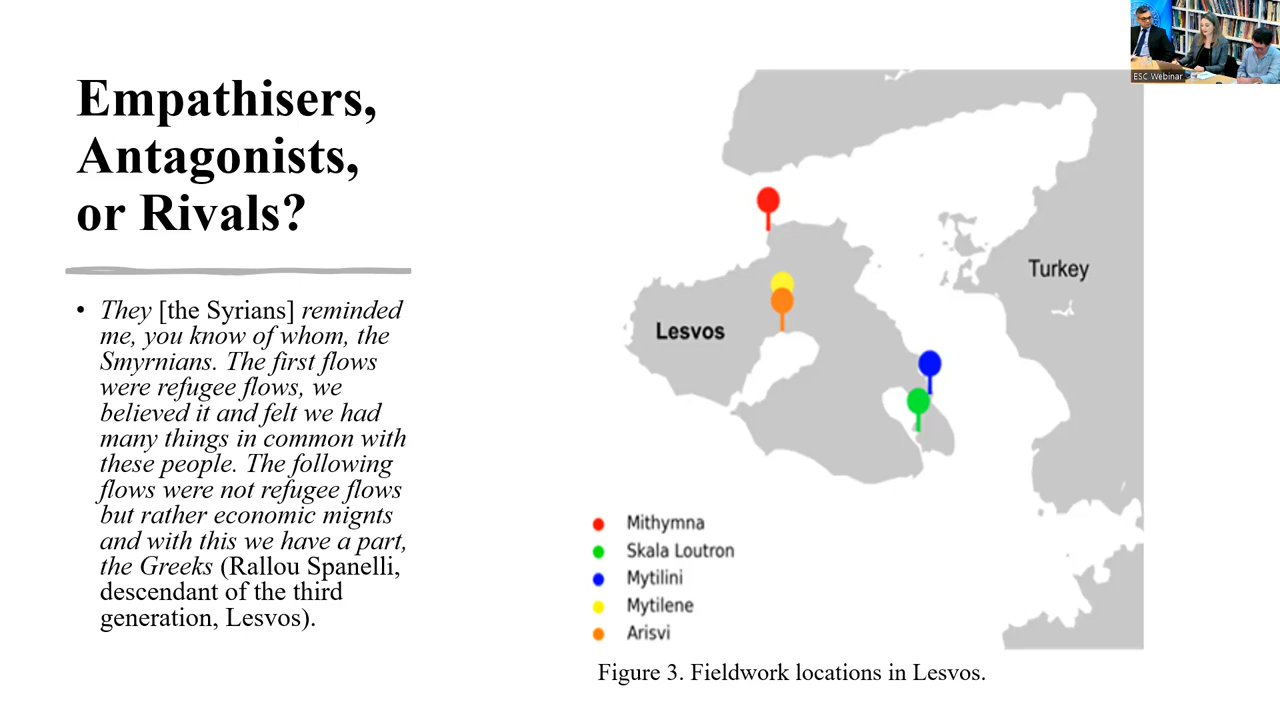 ESC Webinar
Empathisers,
Antagonists,
or Rivals?
• They [the Syrians] reminded
me, you know of whom, the
Smyrnians. The first flows
were refugee flows, we
believed it and felt we had
many things in common with
these people. The following
flows were not refugee flows
but rather economic mignts
and with this we have a part,
the Greeks (Rallou Spanelli,
descendant of the third
generation, Lesvos).
Turkey
Lesvos
Mithymna
Skala Loutron
Mytilini
Mytilene
Arisvi
Figure 3. Fieldwork locations in Lesvos.